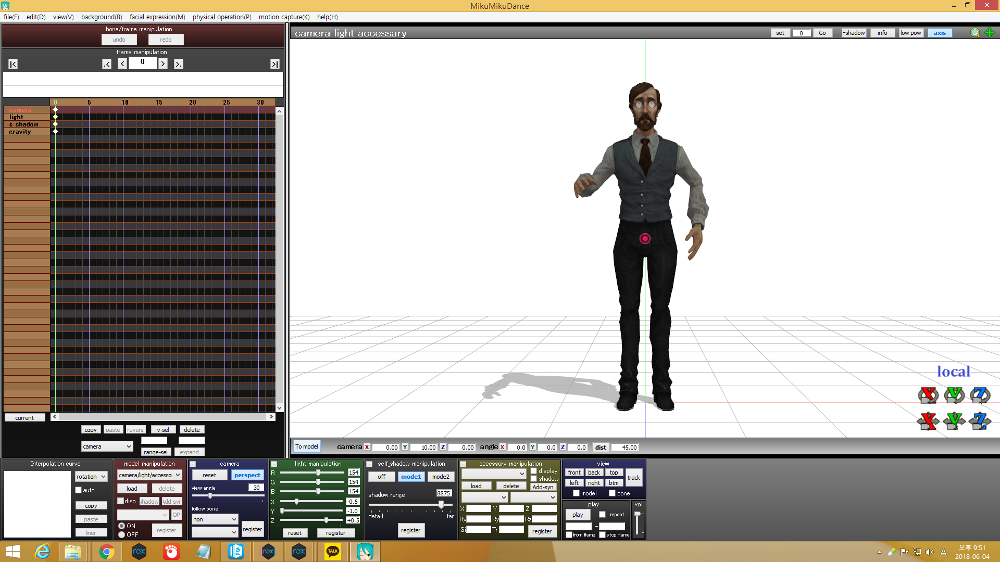 MikuMikuDance
file(F) edit(D) view(V) background(B) facial expression(M) physical operation(P) motion capture(K) help(H)
bone/frame manipulation
undo redo
frame manipulation
|< .< < 0 > >. >|
0 5 10 15 20 25 30
camera
light
s shadow
gravity
current
copy paste revers v-sel delete
camera -
range-sel expand
camera light accessary
set 0 Go Fshadow info low pow axis
local
X Y Z
X Y Z
To model camera X 0.00 Y 10.00 Z 0.00 angle X 0.0 Y 0.0 Z 0.0 dist 45.00
Interpolation curve
rotation
auto
copy
paste
liner
model manipulation
camera/light/accesso
load delete
disp shadow Add-syn
OP
ON
OFF
register
- camera
reset perspect
view angle 30
follow bone
non
register
- light manipulation
R 154
G 154
B 154
X -0.5
Y -1.0
Z +0.5
reset register
- self_shadow manipulation
off mode1 mode2
shadow range 8875
detail far
register
- accessory manipulation
display
shadow
load delete Add-syn
X Y Z
Rx Ry Rz
Si Tr register
view
front back top
left right btm
track
model bone
play
play repeat
-
from flame stop flame
vol
TALK
A
오후 9:51
2018-06-04